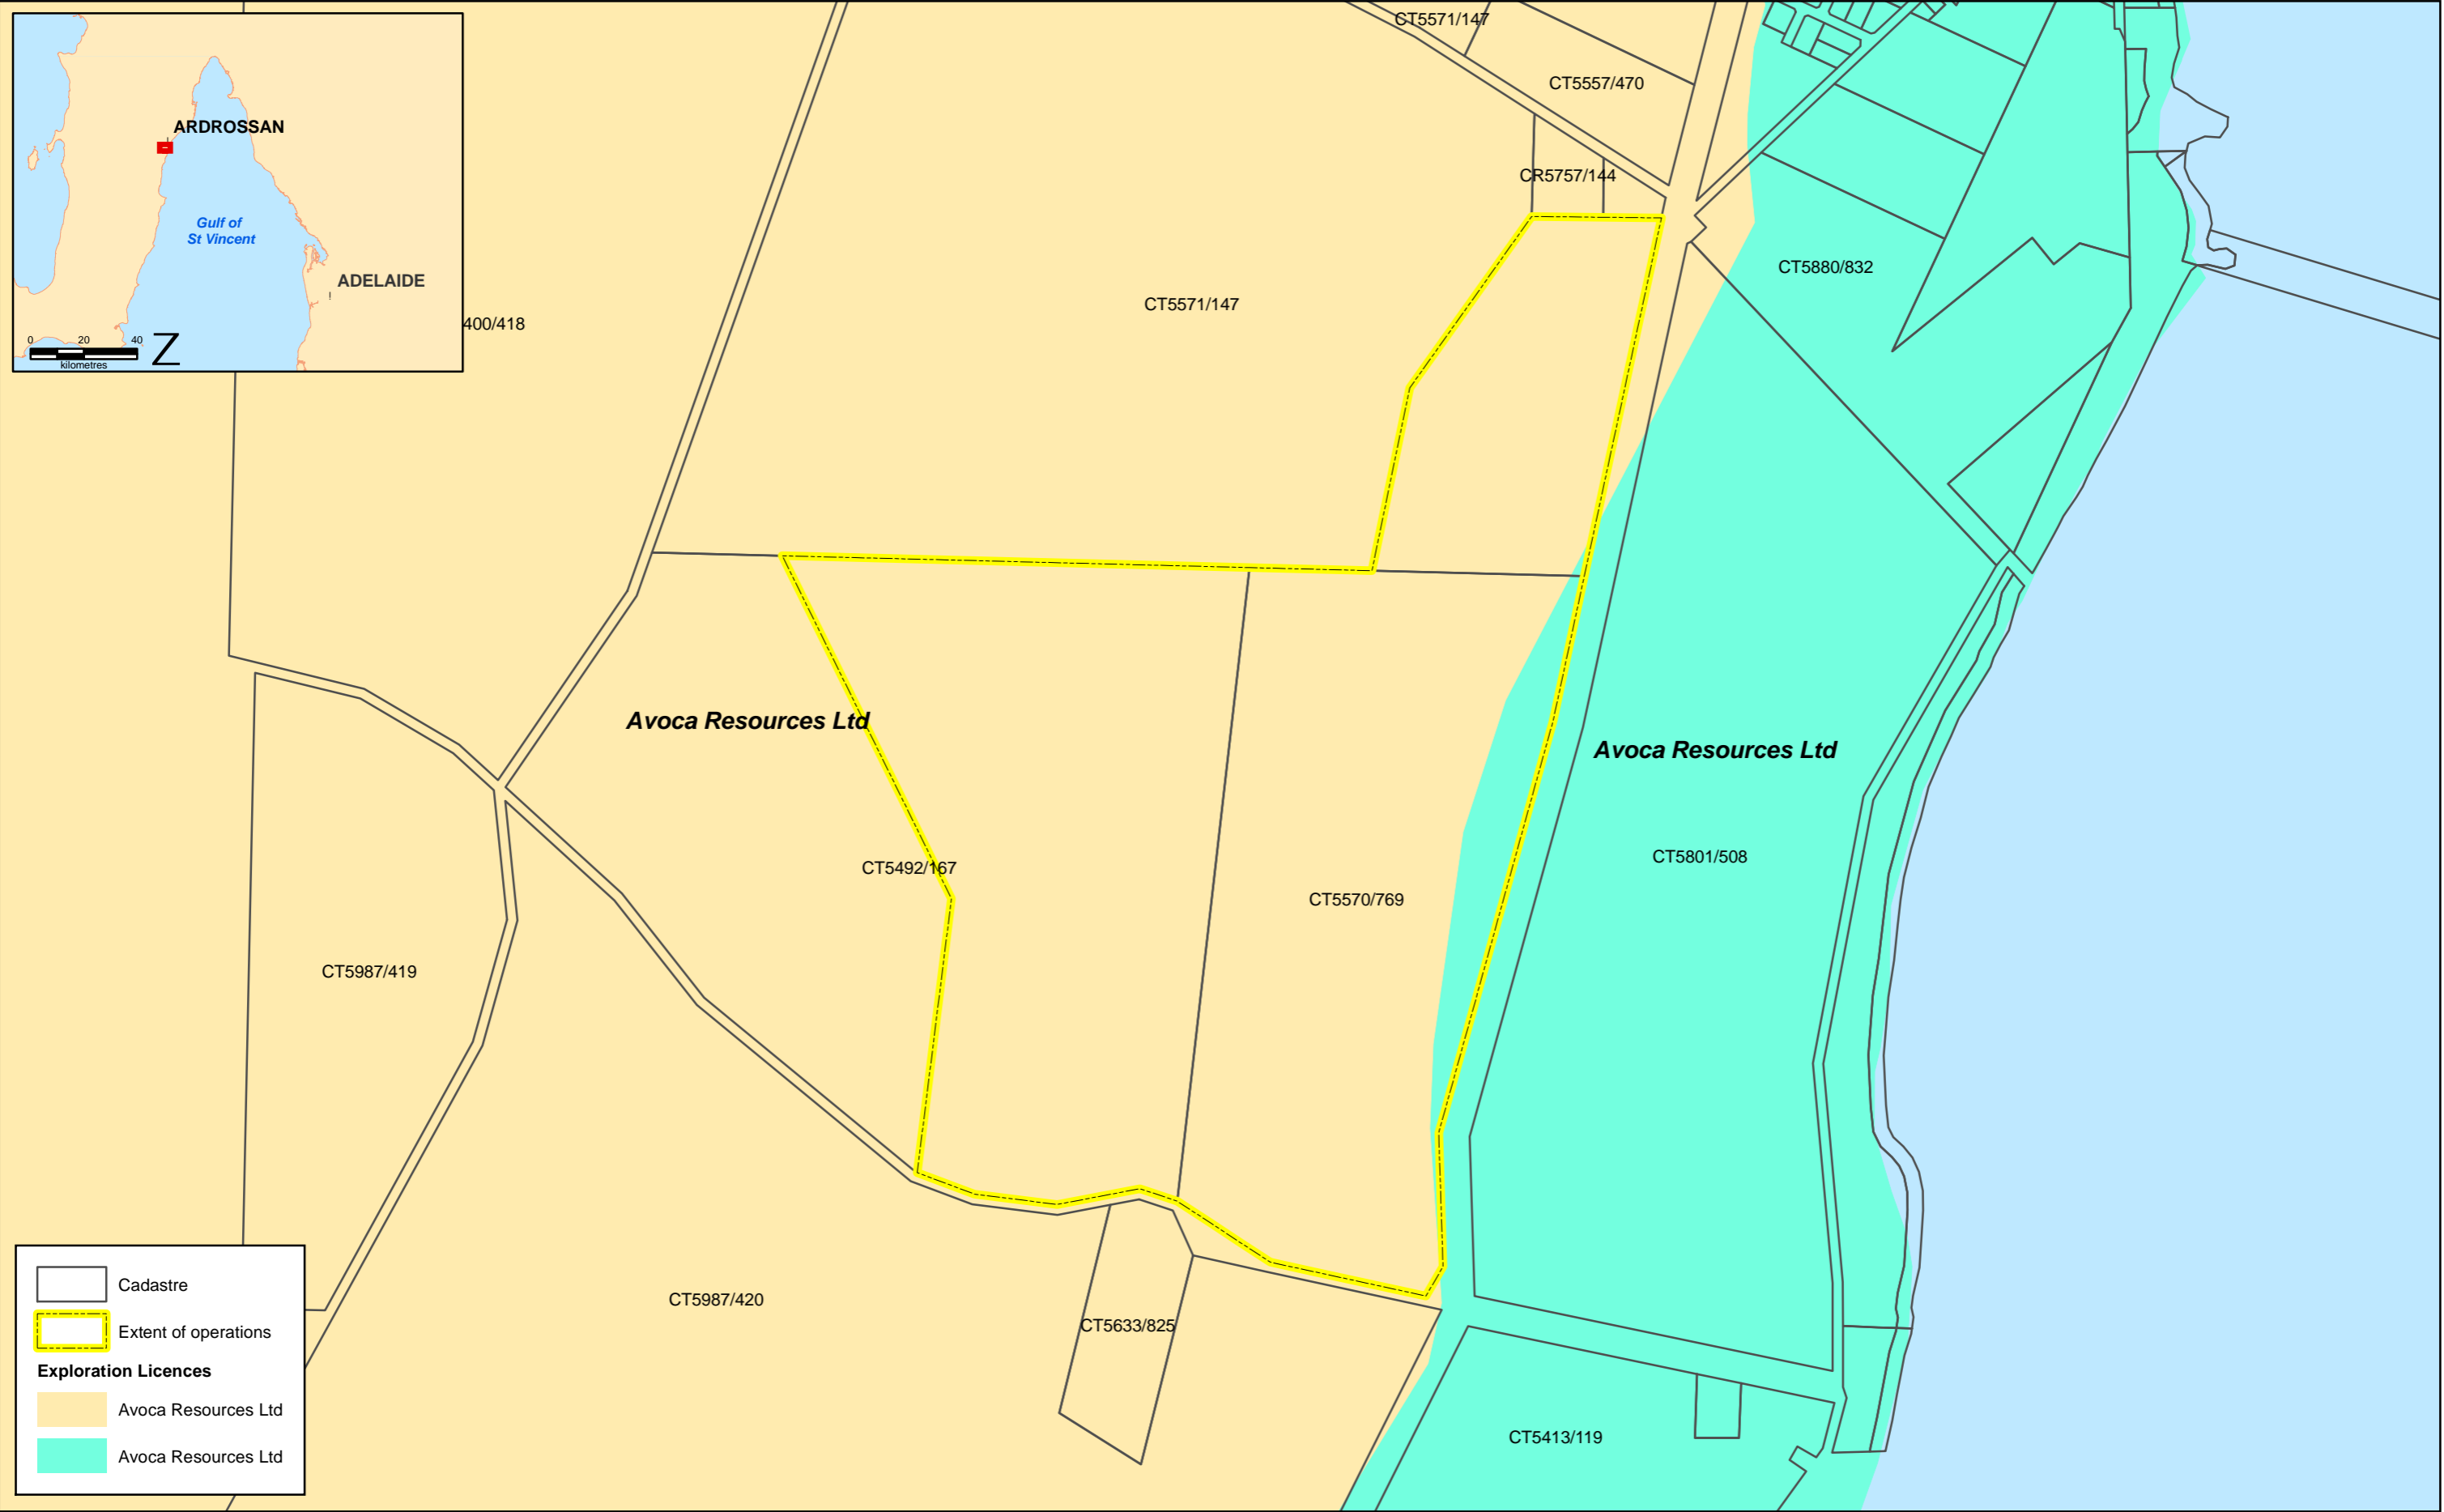 CT5571/147
CT5557/470
ARDROSSAN
CR5757/144
Gulf of
St Vincent
CT5880/832
ADELAIDE
CT5571/147
400/418
0 20 40
kilometres
Z
Avoca Resources Ltd
Avoca Resources Ltd
CT5801/508
CT5492/167
CT5570/769
CT5987/419
Cadastre
CT5987/420
CT5633/825
Extent of operations
Exploration Licences
Avoca Resources Ltd
CT5413/119
Avoca Resources Ltd